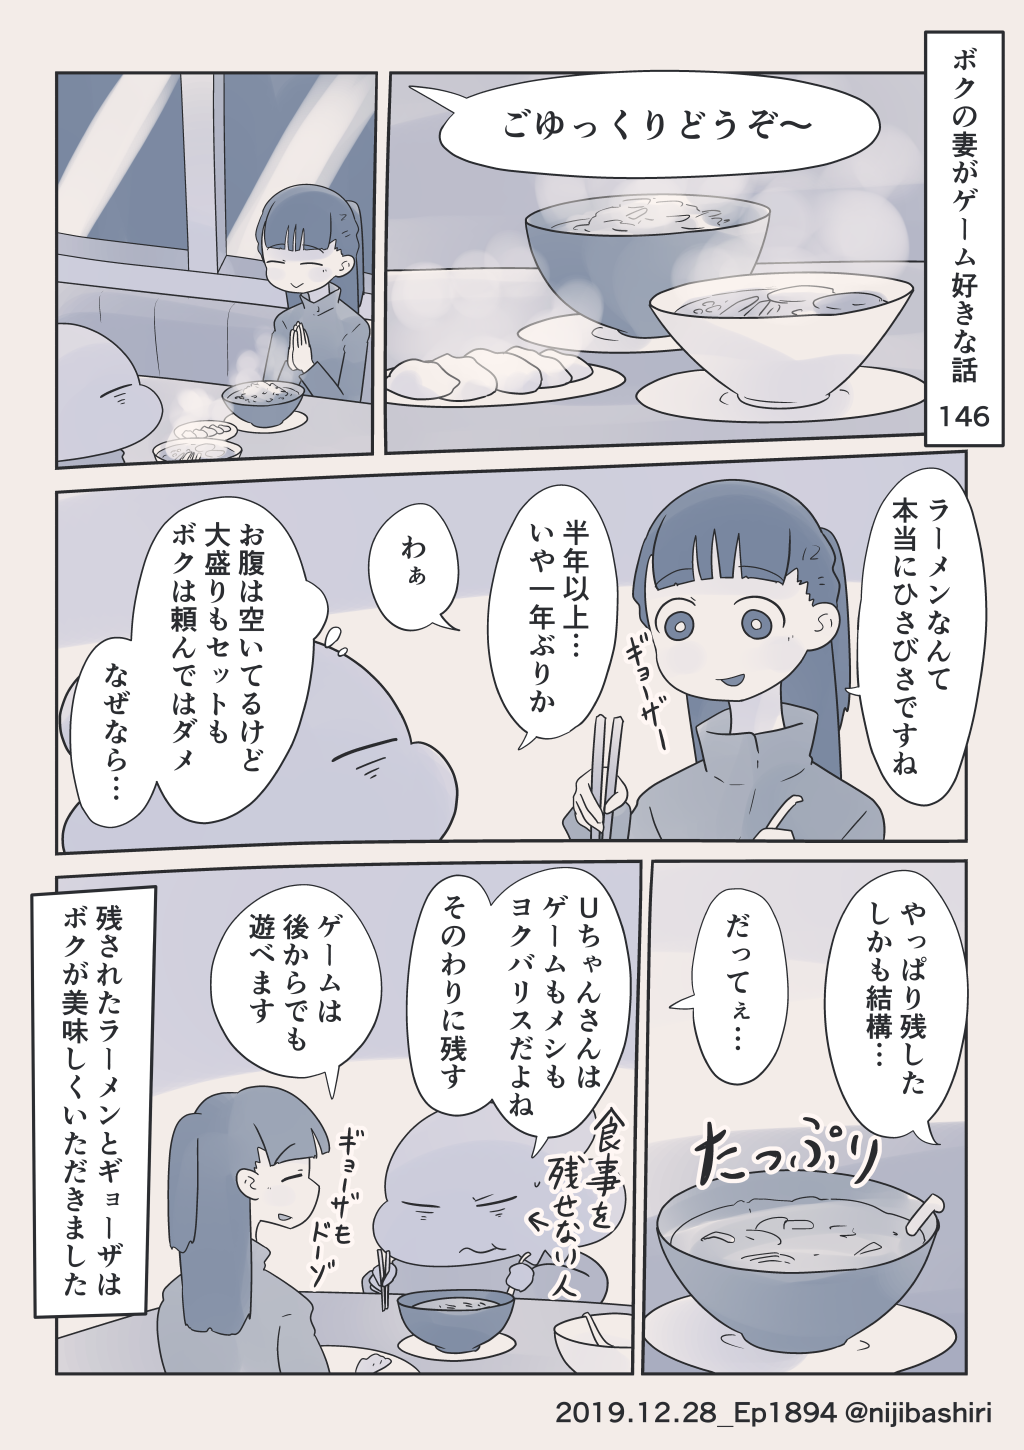 ボクの妻がゲーム好きな話
146
ごゆっくりどうぞ〜
ラーメンなんて
本当にひさびさですね
ギョーザー
半年以上…
いや一年ぶりか
わぁ
お腹は空いてるけど
大盛りもセットも
ボクは頼んではダメ
なぜなら…
やっぱり残した
しかも結構…
だってぇ…
たっぷり
Uちゃんさんは
ゲームもメシも
ヨクバリスだよね
そのわりに残す
食事を
残せない人
ゲームは
後からでも
遊べます
ギョーザも
ドーゾ
残されたラーメンとギョーザは
ボクが美味しくいただきました
2019.12.28_Ep1894 @nijibashiri